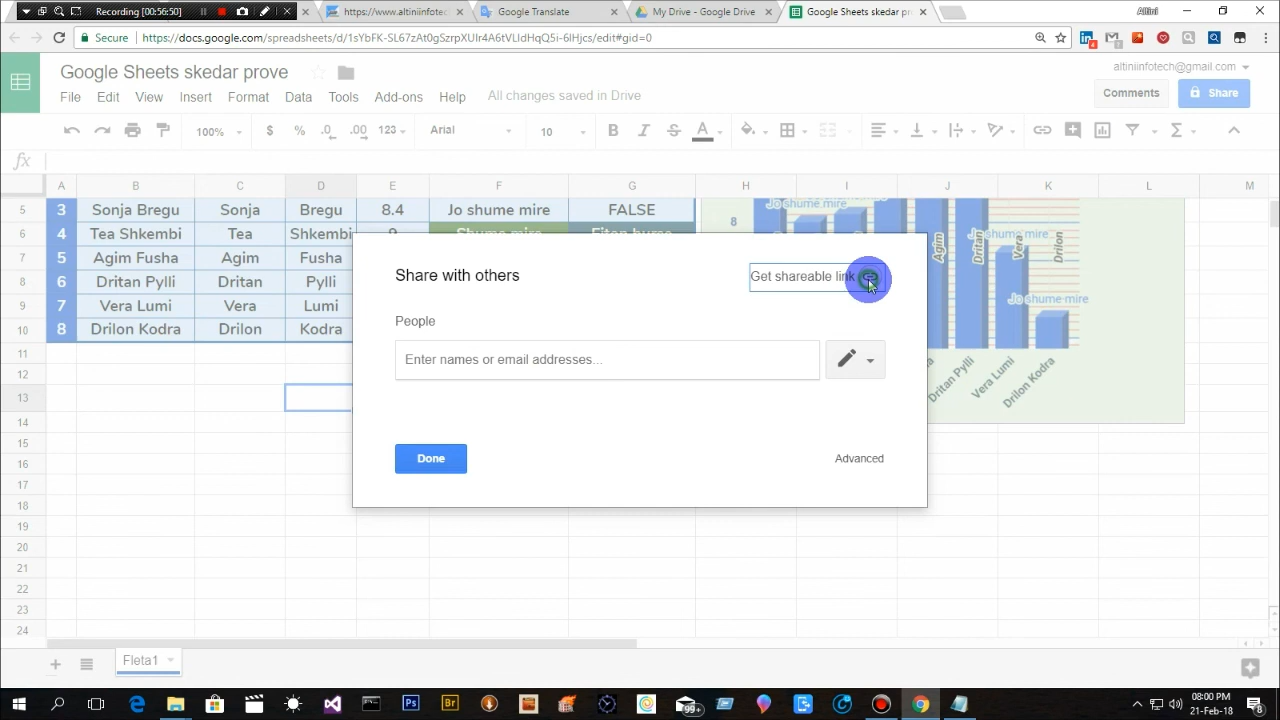 Recording [00:56:50]
https://www.altiniinfotec
Google Translate
My Drive - Google Drive
Google Sheets skedar pr
Altini
Secure
https://docs.google.com/spreadsheets/d/1sYbFK-SL67zAt0gSzrpXUIr4A6tVLIdHqQ5i-6lHjcs/edit#gid=0
Google Sheets skedar prove
altiniinfotech@gmail.com
File Edit View Insert Format Data Tools Add-ons Help All changes saved in Drive
Comments
Share
100% $ % .0 .00 123 Arial 10 B I S A
fx
A B C D E F G H I J K L M
5 3 Sonja Bregu Sonja Bregu 8.4 Jo shume mire FALSE
6 4 Tea Shkembi Tea Shkembi
7 5 Agim Fusha Agim Fusha
8 6 Dritan Pylli Dritan Pylli
9 7 Vera Lumi Vera Lumi
10 8 Drilon Kodra Drilon Kodra
11
12
13
14
15
16
17
18
19
20
21
22
23
24
8
Jo shume mire
shume mire
Jo shume mire
Agim
Dritan
Vera
Drilon
Dritan Pylli
Vera Lumi
Drilon Kodra
Share with others
Get shareable link
People
Enter names or email addresses...
Done
Advanced
Fleta1
99+
08:00 PM
21-Feb-18
8